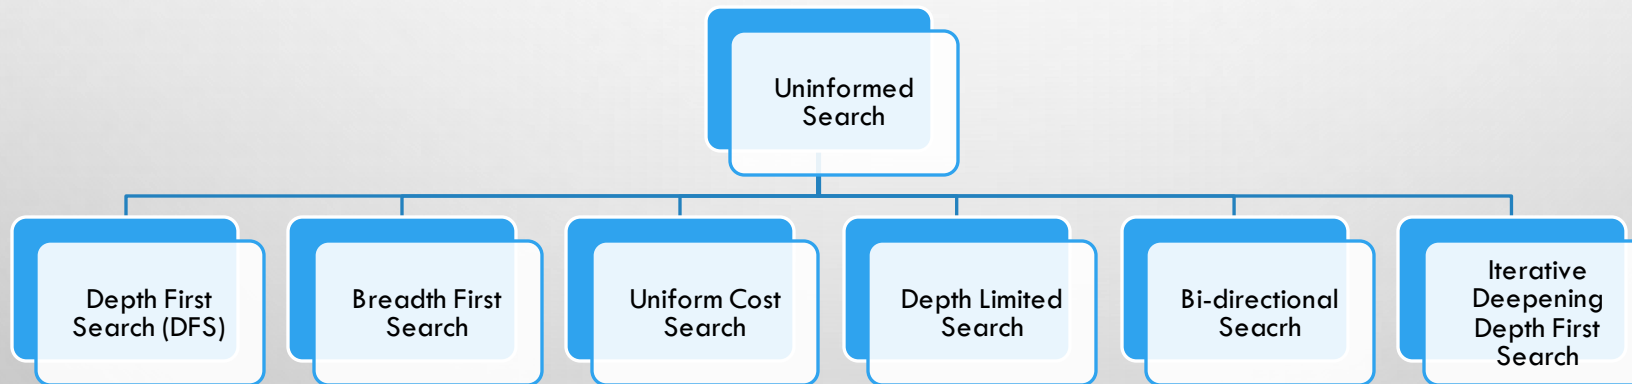 Uninformed
Search
Depth First
Search (DFS)
Breadth First
Search
Uniform Cost
Search
Depth Limited
Search
Bi-directional
Seacrh
Iterative
Deepening
Depth First
Search